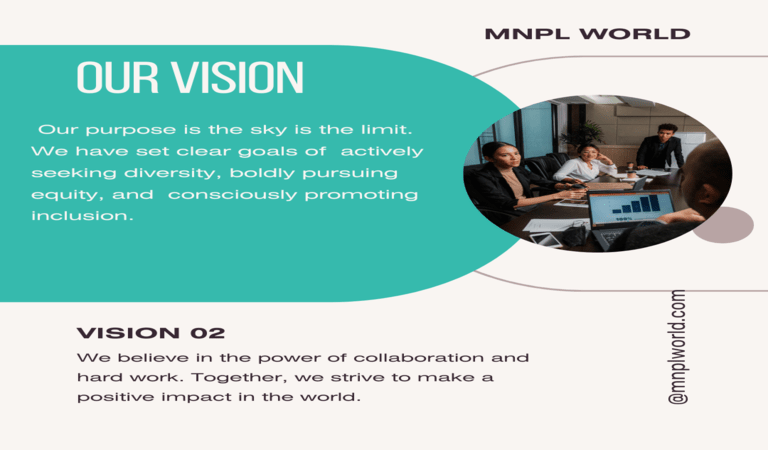 MNPL WORLD
OUR VISION
Our purpose is the sky is the limit.
We have set clear goals of  actively
seeking diversity, boldly pursuing
equity, and  consciously promoting
inclusion.
VISION 02
We believe in the power of collaboration and
hard work. Together, we strive to make a
positive impact in the world.
@mnplworld.com